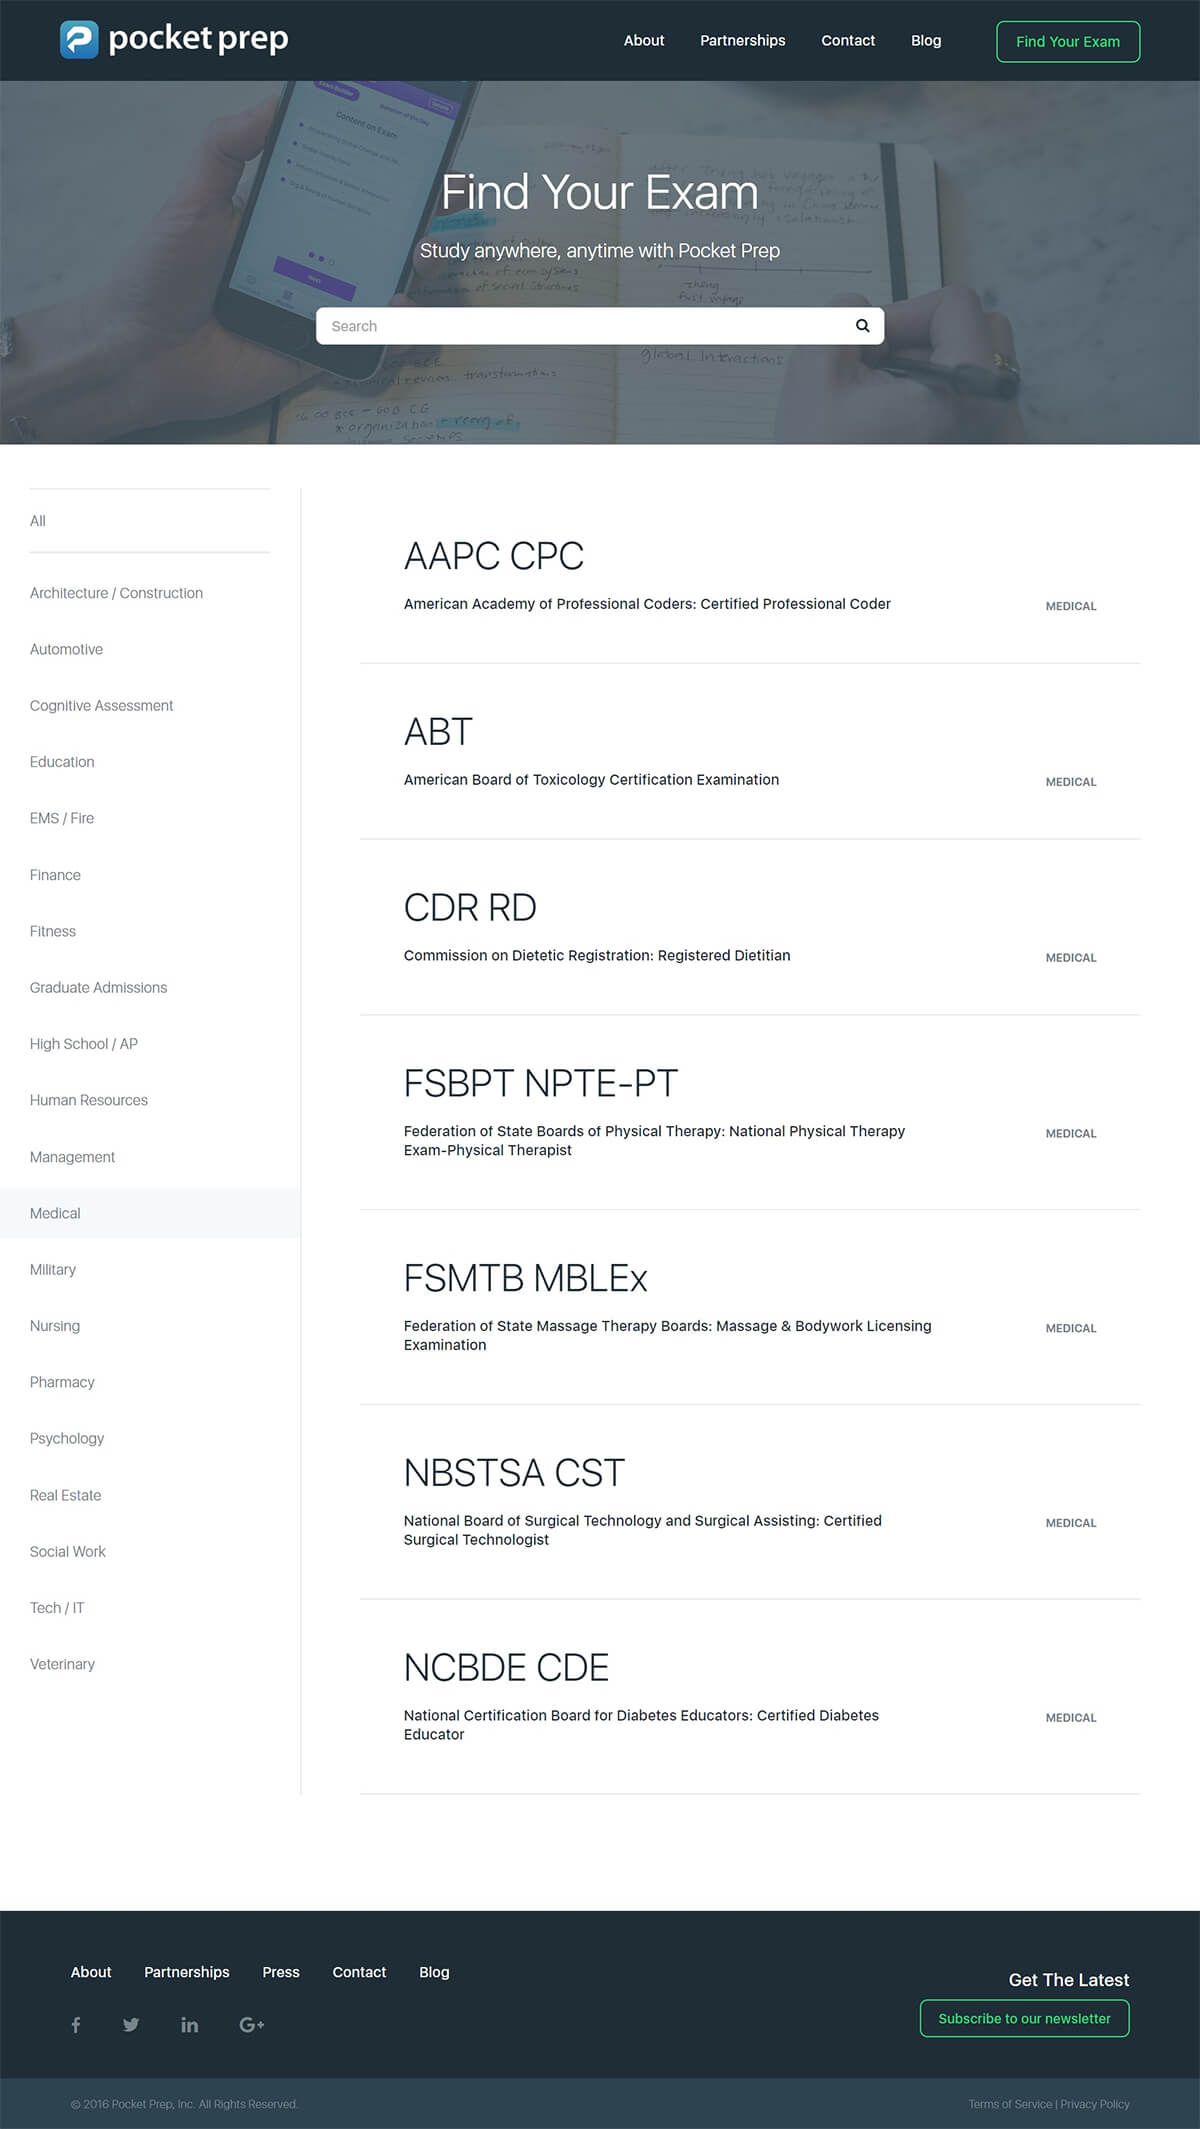 pocket prep
About
Partnerships
Contact
Blog
Find Your Exam
Content on Exam
Find Your Exam
Study anywhere, anytime with Pocket Prep
Search
global Interactions
All
Architecture / Construction
Automotive
Cognitive Assessment
Education
EMS / Fire
Finance
Fitness
Graduate Admissions
High School / AP
Human Resources
Management
Medical
Military
Nursing
Pharmacy
Psychology
Real Estate
Social Work
Tech / IT
Veterinary
AAPC CPC
American Academy of Professional Coders: Certified Professional Coder
MEDICAL
ABT
American Board of Toxicology Certification Examination
MEDICAL
CDR RD
Commission on Dietetic Registration: Registered Dietitian
MEDICAL
FSBPT NPTE-PT
Federation of State Boards of Physical Therapy: National Physical Therapy
Exam-Physical Therapist
MEDICAL
FSMTB MBLEx
Federation of State Massage Therapy Boards: Massage & Bodywork Licensing
Examination
MEDICAL
NBSTSA CST
National Board of Surgical Technology and Surgical Assisting: Certified
Surgical Technologist
MEDICAL
NCBDE CDE
National Certification Board for Diabetes Educators: Certified Diabetes
Educator
MEDICAL
About
Partnerships
Press
Contact
Blog
Get The Latest
Subscribe to our newsletter
© 2016 Pocket Prep, Inc. All Rights Reserved.
Terms of Service | Privacy Policy